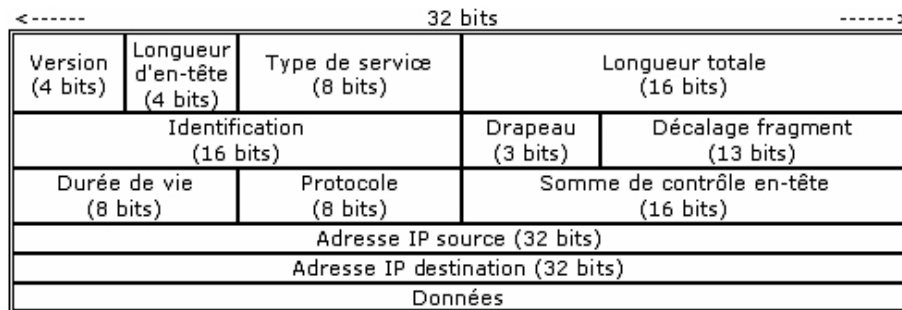 <------ 32 bits ------>
Version
(4 bits)
Longueur
d'en-tête
(4 bits)
Type de service
(8 bits)
Longueur totale
(16 bits)
Identification
(16 bits)
Drapeau
(3 bits)
Décalage fragment
(13 bits)
Durée de vie
(8 bits)
Protocole
(8 bits)
Somme de contrôle en-tête
(16 bits)
Adresse IP source (32 bits)
Adresse IP destination (32 bits)
Données